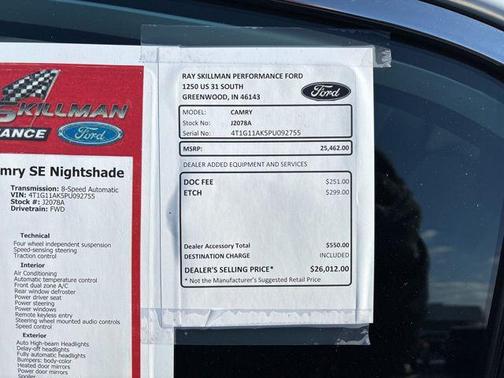 SKILLMAN
Ford
mry SE Nightshade
Transmission: 8-Speed Automatic
VIN: 4T1G11AK5PU092755
Stock #: J2078A
Drivetrain: FWD
Technical
Four wheel independent suspension
Speed-sensing steering
Traction control
Interior
Air Conditioning
Automatic temperature control
Front dual zone A/C
Rear window defroster
Power driver seat
Power steering
Power windows
Remote keyless entry
Steering wheel mounted audio controls
Speed control
Exterior
Auto High-beam Headlights
Delay-off headlights
Fully automatic headlights
Bumpers: body-color
Heated door mirrors
Power door mirrors
Spoiler
RAY SKILLMAN PERFORMANCE FORD
1250 US 31 SOUTH
GREENWOOD, IN 46143
Ford
MODEL: CAMRY
Stock No: J2078A
Serial No: 4T1G11AK5PU092755
MSRP: 25,462.00
DEALER ADDED EQUIPMENT AND SERVICES
DOC FEE $251.00
ETCH $299.00
Dealer Accessory Total $550.00
DESTINATION CHARGE INCLUDED
DEALER'S SELLING PRICE* $26,012.00
* Not the Manufacturer's Suggested Retail Price